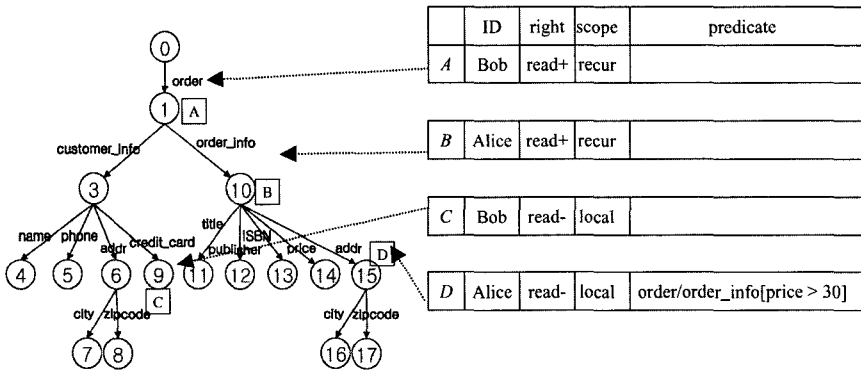 ID right scope predicate
A Bob read+ recur
B Alice read+ recur
C Bob read- local
D Alice read- local order/order_info[price > 30]
0
order
1 A
customer_info order_info
3 10 B
name phone addr credit_card title publisher ISBN price addr D
4 5 6 9 11 12 13 14 15
C
city zipcode city zipcode
7 8 16 17